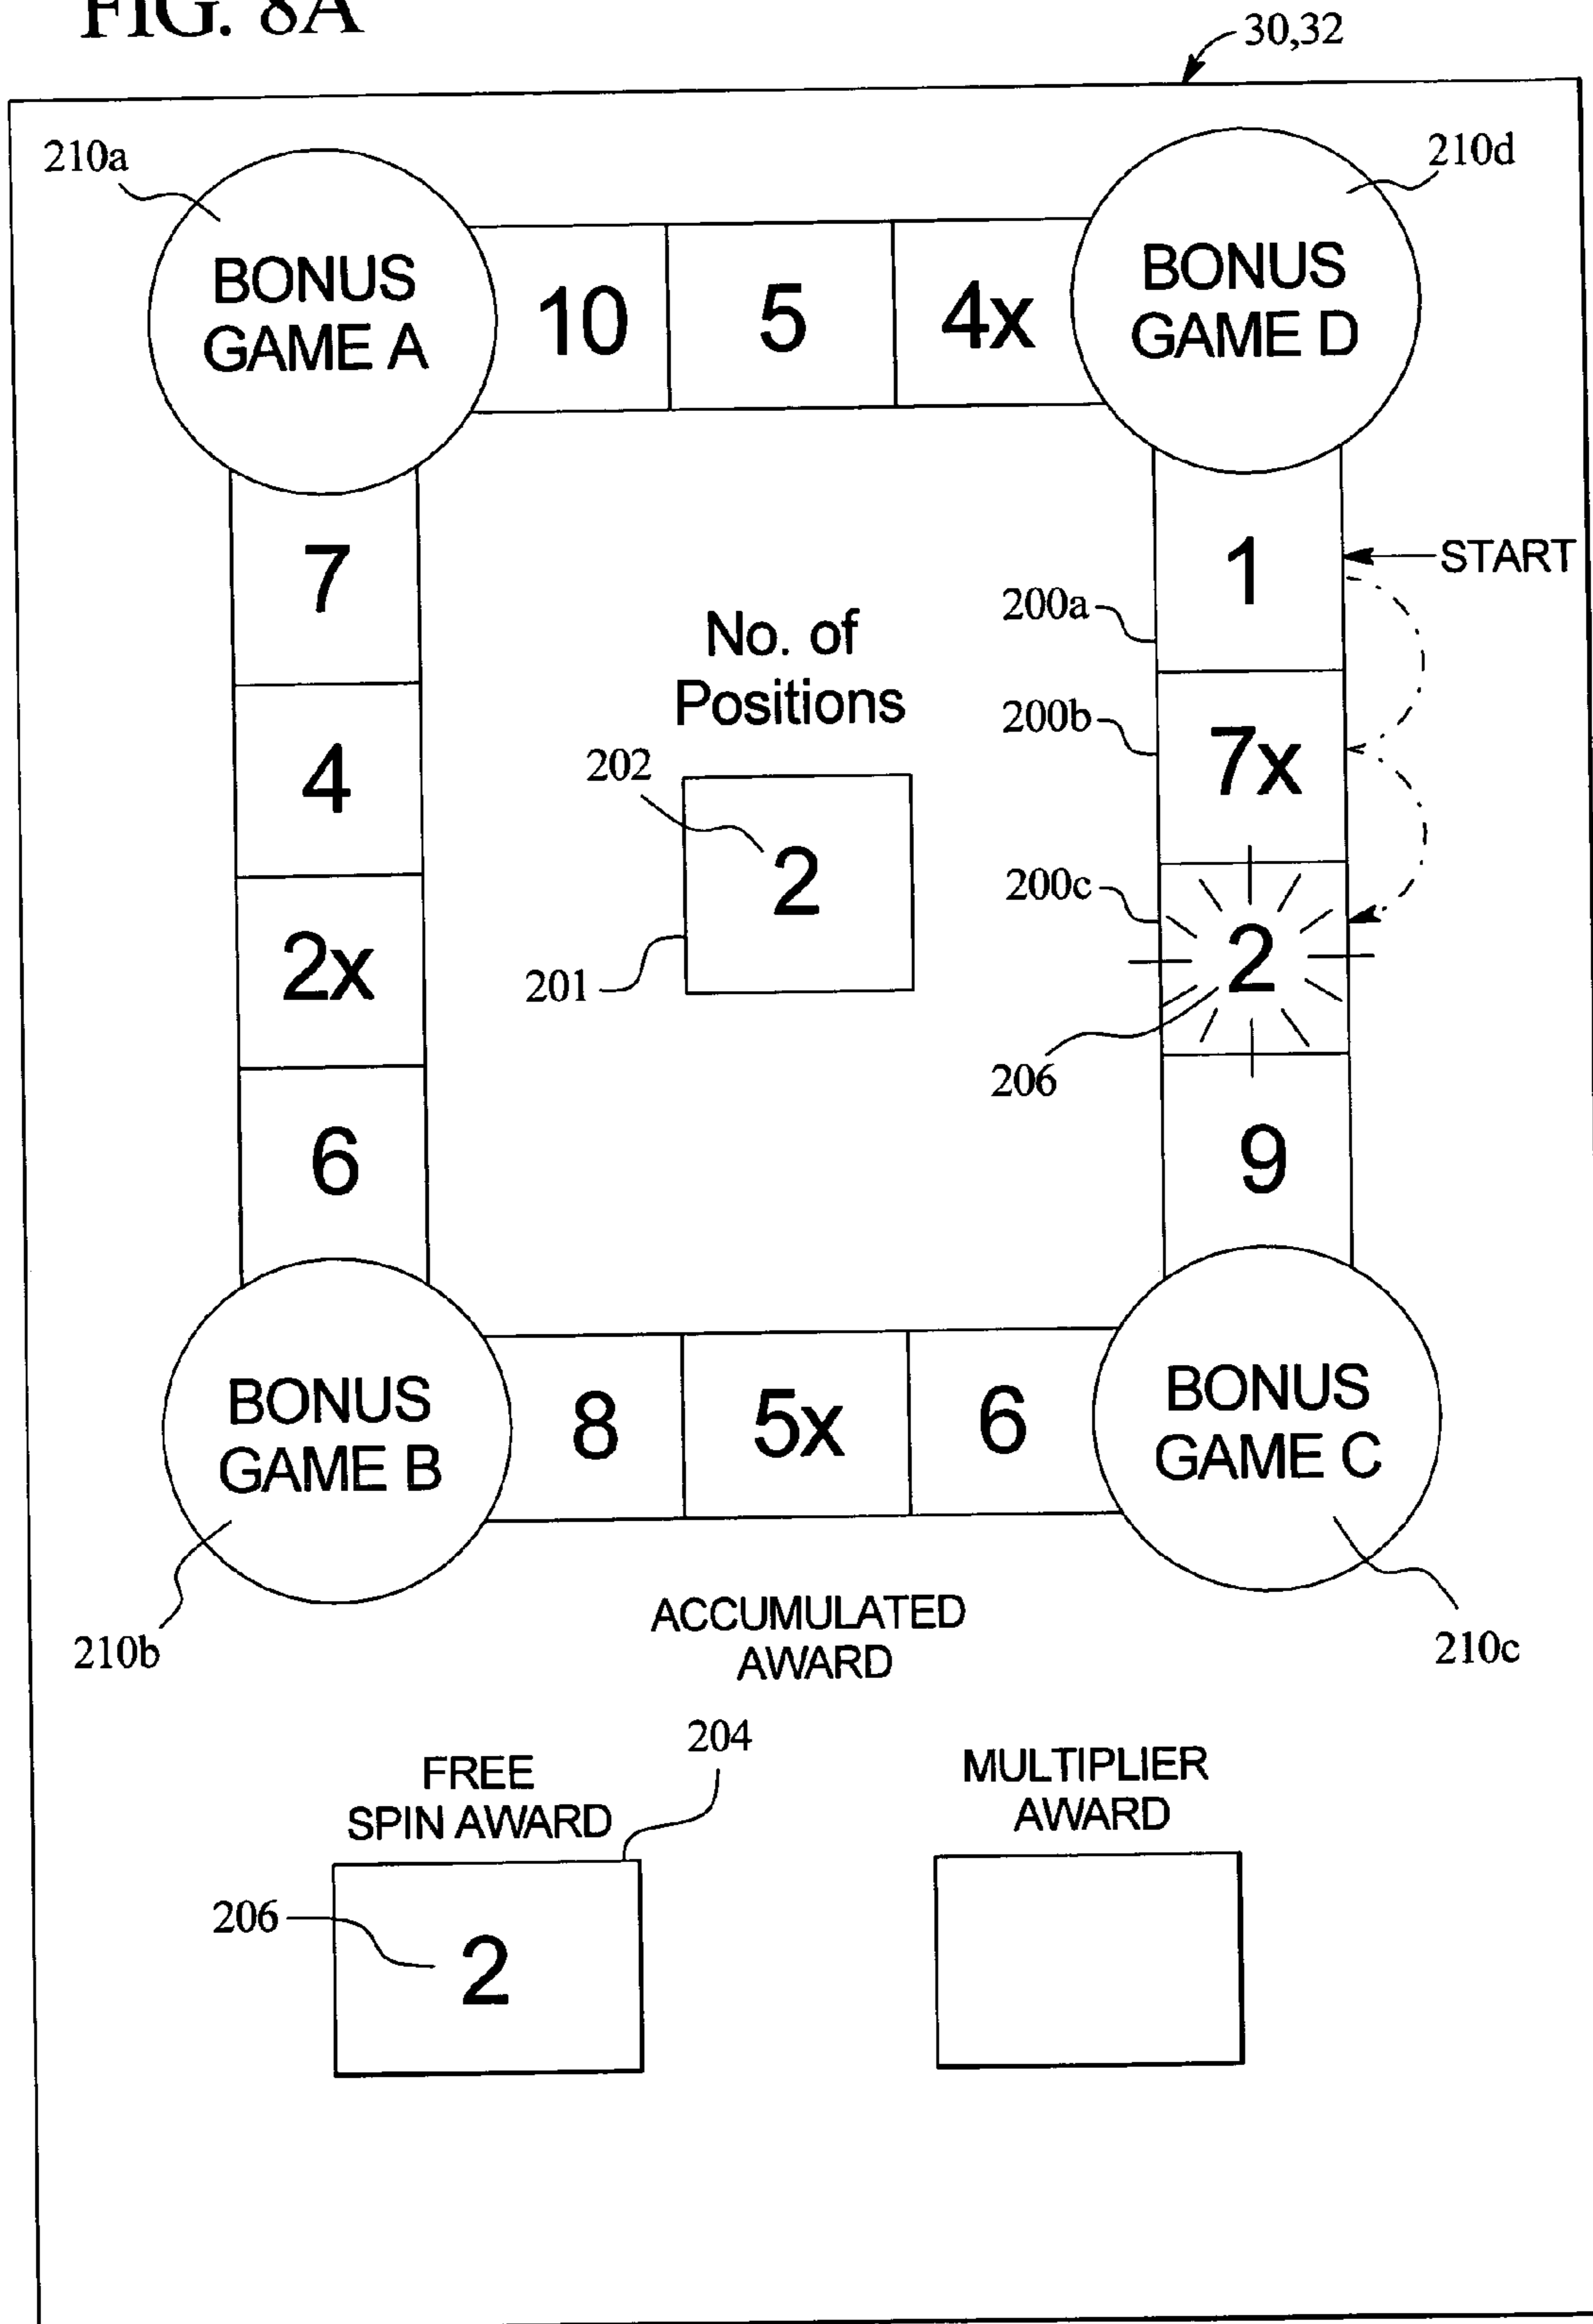 FIG. 8A
30,32
210a
210d
BONUS
GAME A
10
5
4x
BONUS
GAME D
7
1
START
200a
No. of
Positions
4
200b
7x
202
2
200c
2x
2
201
206
6
9
BONUS
GAME B
8
5x
6
BONUS
GAME C
210b
ACCUMULATED
AWARD
210c
204
FREE
SPIN AWARD
MULTIPLIER
AWARD
206
2